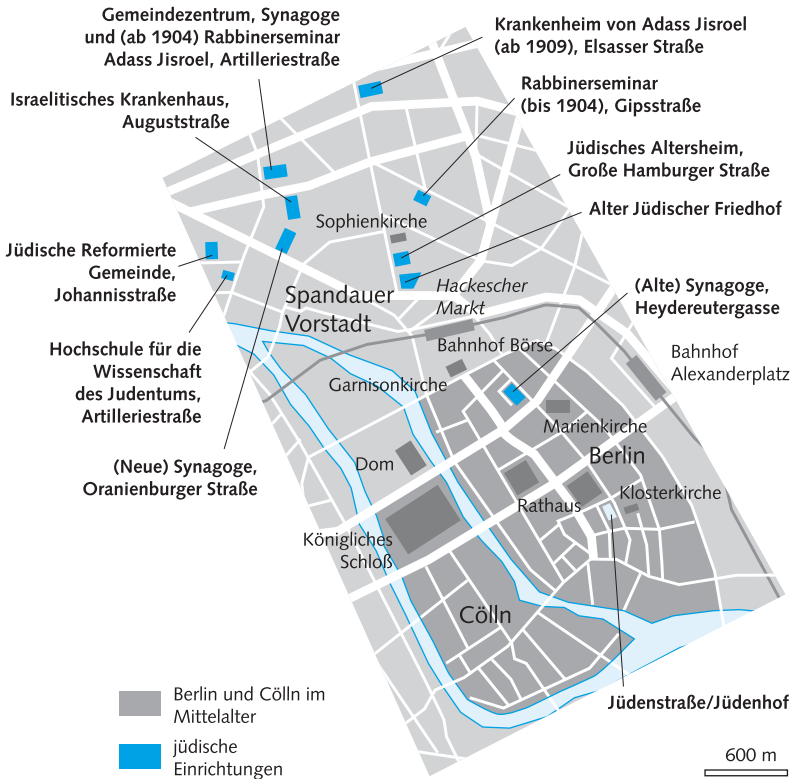 Gemeindezentrum, Synagoge
und (ab 1904) Rabbinerseminar
Adass Jisroel, Artilleriestraße
Krankenheim von Adass Jisroel
(ab 1909), Elsasser Straße
Israelitisches Krankenhaus,
Auguststraße
Rabbinerseminar
(bis 1904), Gipsstraße
Jüdisches Altersheim,
Große Hamburger Straße
Alter Jüdischer Friedhof
Sophienkirche
Jüdische Reformierte
Gemeinde,
Johannisstraße
Spandauer
Vorstadt
Hackescher
Markt
(Alte) Synagoge,
Heydereutergasse
Bahnhof Börse
Bahnhof
Alexanderplatz
Hochschule für die
Wissenschaft
des Judentums,
Artilleriestraße
Garnisonkirche
Marienkirche
Berlin
(Neue) Synagoge,
Oranienburger Straße
Dom
Rathaus
Klosterkirche
Königliches
Schloß
Cölln
Jüdenstraße/Jüdenhof
Berlin und Cölln im
Mittelalter
jüdische
Einrichtungen
600 m